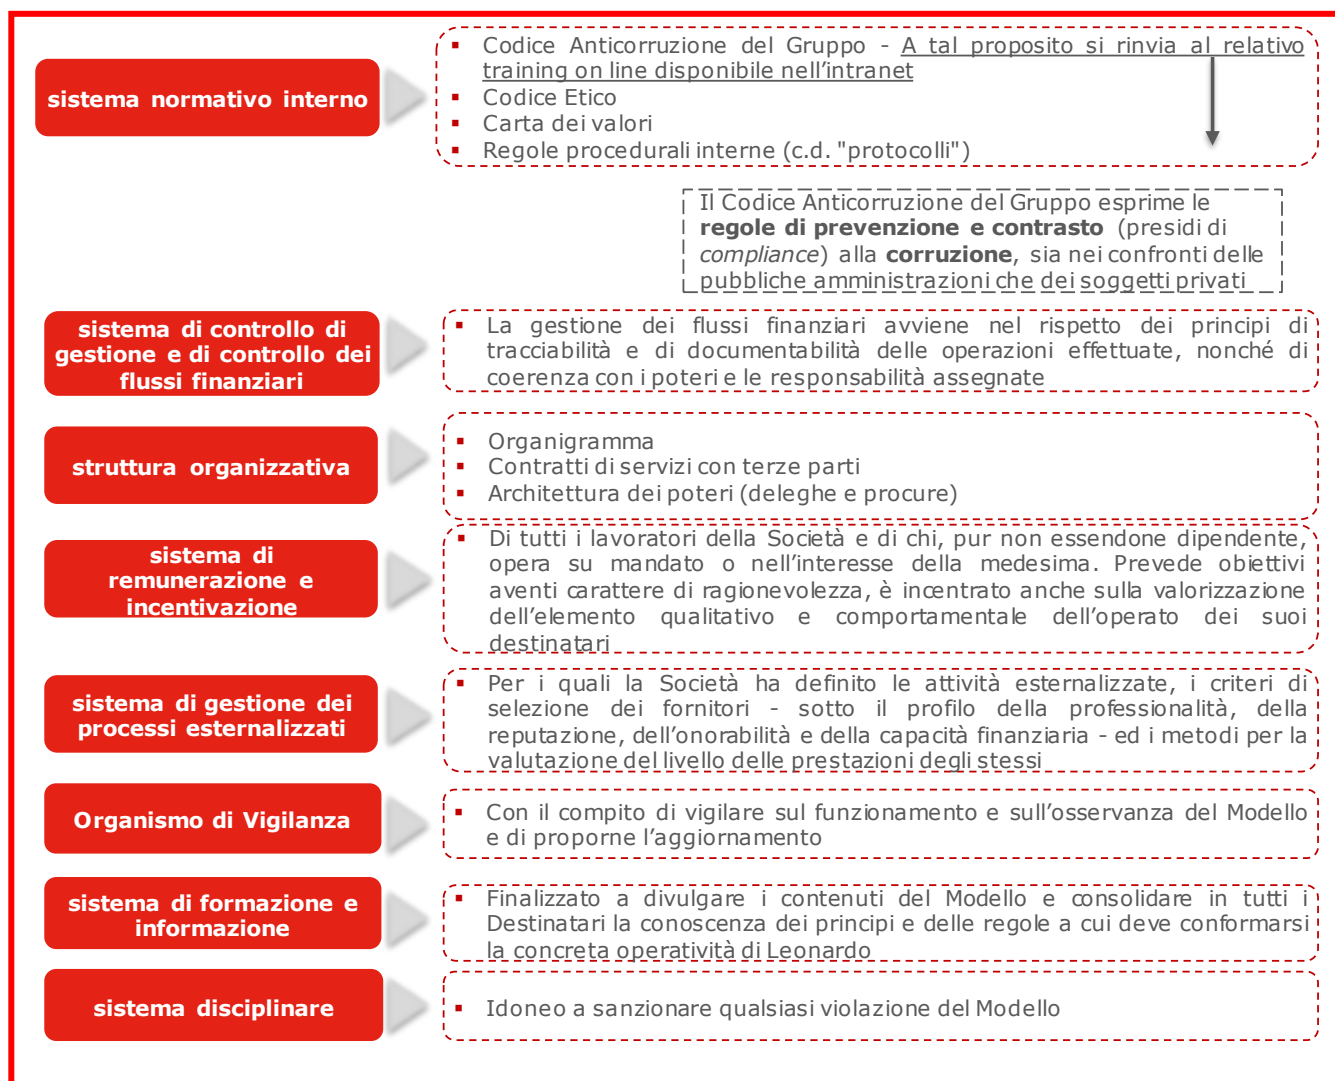 sistema normativo interno
▪ Codice Anticorruzione del Gruppo - A tal proposito si rinvia al relativo
training on line disponibile nell'intranet
▪ Codice Etico
▪ Carta dei valori
▪ Regole procedurali interne (c.d. "protocolli")
Il Codice Anticorruzione del Gruppo esprime le
regole di prevenzione e contrasto (presidi di
compliance) alla corruzione, sia nei confronti delle
pubbliche amministrazioni che dei soggetti privati
sistema di controllo di
gestione e di controllo dei
flussi finanziari
▪ La gestione dei flussi finanziari avviene nel rispetto dei principi di
tracciabilità e di documentabilità delle operazioni effettuate, nonché di
coerenza con i poteri e le responsabilità assegnate
struttura organizzativa
▪ Organigramma
▪ Contratti di servizi con terze parti
▪ Architettura dei poteri (deleghe e procure)
sistema di
remunerazione e
incentivazione
▪ Di tutti i lavoratori della Società e di chi, pur non essendone dipendente,
opera su mandato o nell'interesse della medesima. Prevede obiettivi
aventi carattere di ragionevolezza, è incentrato anche sulla valorizzazione
dell'elemento qualitativo e comportamentale dell'operato dei suoi
destinatari
sistema di gestione dei
processi esternalizzati
▪ Per i quali la Società ha definito le attività esternalizzate, i criteri di
selezione dei fornitori - sotto il profilo della professionalità, della
reputazione, dell'onorabilità e della capacità finanziaria - ed i metodi per la
valutazione del livello delle prestazioni degli stessi
Organismo di Vigilanza
▪ Con il compito di vigilare sul funzionamento e sull'osservanza del Modello
e di proporne l'aggiornamento
sistema di formazione e
informazione
▪ Finalizzato a divulgare i contenuti del Modello e consolidare in tutti i
Destinatari la conoscenza dei principi e delle regole a cui deve conformarsi
la concreta operatività di Leonardo
sistema disciplinare
▪ Idoneo a sanzionare qualsiasi violazione del Modello